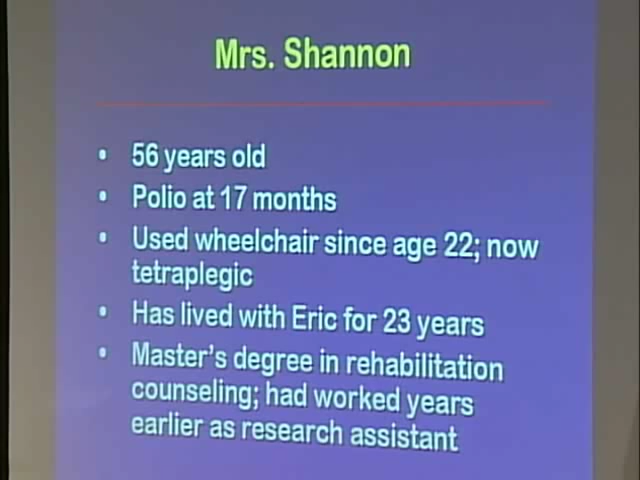 Mrs. Shannon
• 56 years old
• Polio at 17 months
• Used wheelchair since age 22; now
tetraplegic
• Has lived with Eric for 23 years
• Master's degree in rehabilitation
counseling; had worked years
earlier as research assistant